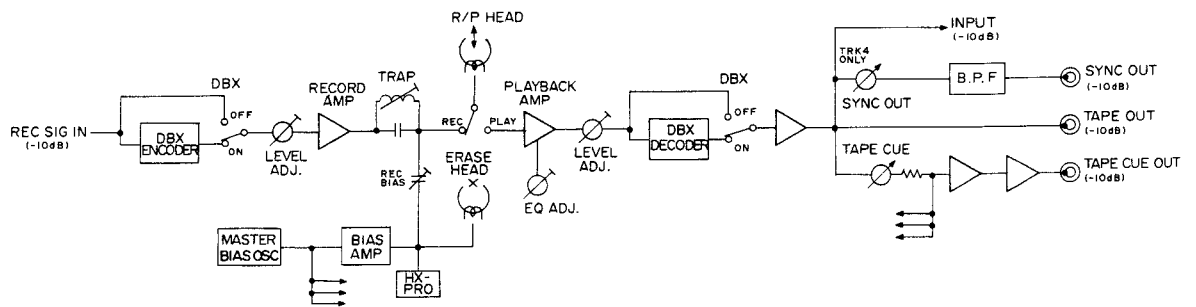 R/P HEAD
INPUT
(-10dB)
TRK4
ONLY
B.P.F
SYNC OUT
(-10dB)
SYNC OUT
DBX
RECORD
AMP
TRAP
PLAYBACK
AMP
DBX
OFF
OFF
REC SIG IN
(-10dB)
DBX
ENCODER
ON
LEVEL
ADJ.
REC
PLAY
DBX
DECODER
ON
LEVEL
ADJ.
TAPE OUT
(-10dB)
REC
BIAS
ERASE
HEAD
EQ ADJ.
TAPE CUE
TAPE CUE OUT
(-10dB)
MASTER
BIAS OSC
BIAS
AMP
HX-
PRO